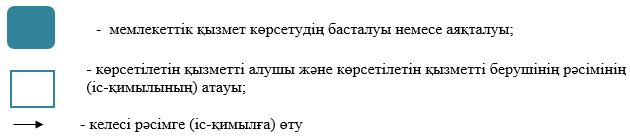 - мемлекеттік қызмет көрсетудің басталуы немесе аяқталуы;
- көрсетілетін қызметті алушы және көрсетілетін қызметті берушінің рәсімінің
(іс-қимылының) атауы;
- келесі рәсімге (іс-қимылға) өту